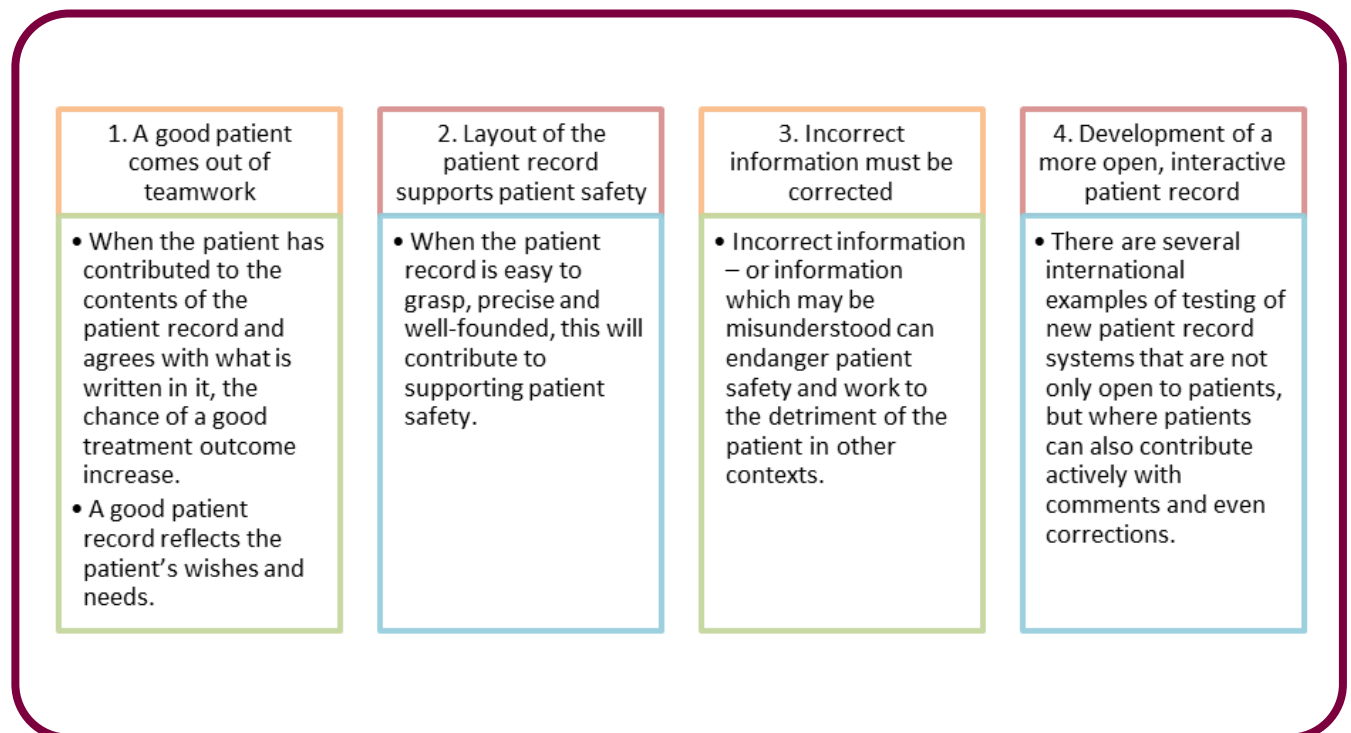 1. A good patient
comes out of
teamwork
• When the patient has
contributed to the
contents of the
patient record and
agrees with what is
written in it, the
chance of a good
treatment outcome
increase.
• A good patient
record reflects the
patient's wishes and
needs.
2. Layout of the
patient record
supports patient safety
• When the patient
record is easy to
grasp, precise and
well-founded, this will
contribute to
supporting patient
safety.
3. Incorrect
information must be
corrected
• Incorrect information
– or information
which may be
misunderstood can
endanger patient
safety and work to
the detriment of the
patient in other
contexts.
4. Development of a
more open, interactive
patient record
• There are several
international
examples of testing of
new patient record
systems that are not
only open to patients,
but where patients
can also contribute
actively with
comments and even
corrections.